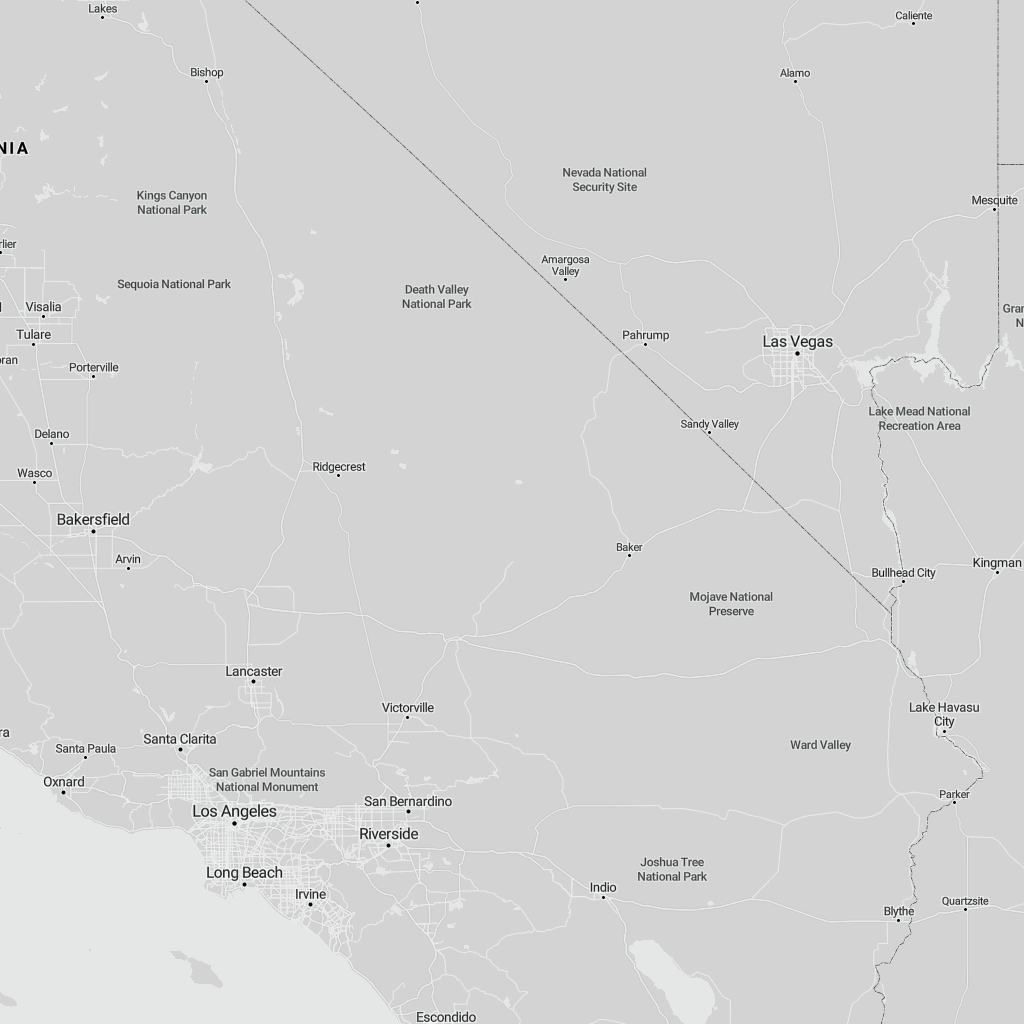 Lakes
Caliente
Bishop
Alamo
NIA
Nevada National
Security Site
Kings Canyon
National Park
Mesquite
rlier
Amargosa
Valley
Sequoia National Park
Death Valley
National Park
Visalia
Gran
N
Tulare
Pahrump
Las Vegas
oran
Porterville
Lake Mead National
Recreation Area
Sandy Valley
Delano
Ridgecrest
Wasco
Bakersfield
Baker
Arvin
Kingman
Bullhead City
Mojave National
Preserve
Lancaster
Victorville
Lake Havasu
City
ra
Santa Clarita
Ward Valley
Santa Paula
San Gabriel Mountains
National Monument
Oxnard
Parker
San Bernardino
Los Angeles
Riverside
Joshua Tree
National Park
Long Beach
Indio
Irvine
Quartzsite
Blythe
Escondido